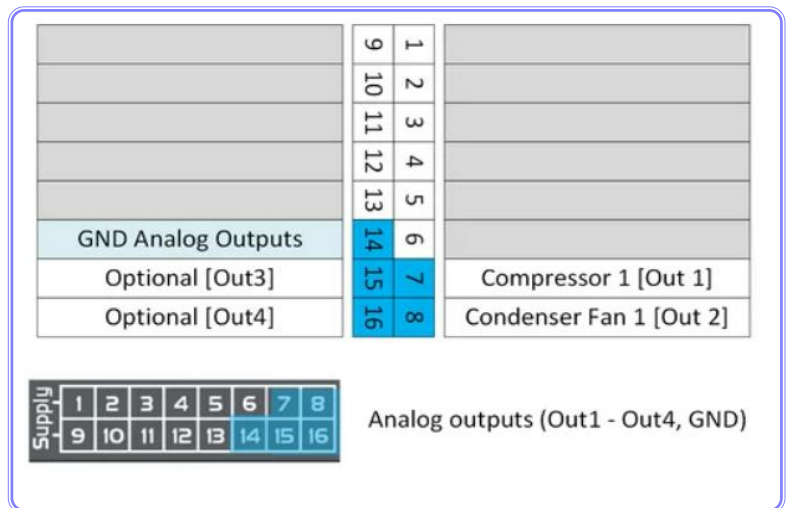 9 1
10 2
11 3
12 4
13 5
GND Analog Outputs 14 6
Optional [Out3] 15 7 Compressor 1 [Out 1]
Optional [Out4] 16 8 Condenser Fan 1 [Out 2]
Supply
1 2 3 4 5 6 7 8
9 10 11 12 13 14 15 16
Analog outputs (Out1 - Out4, GND)